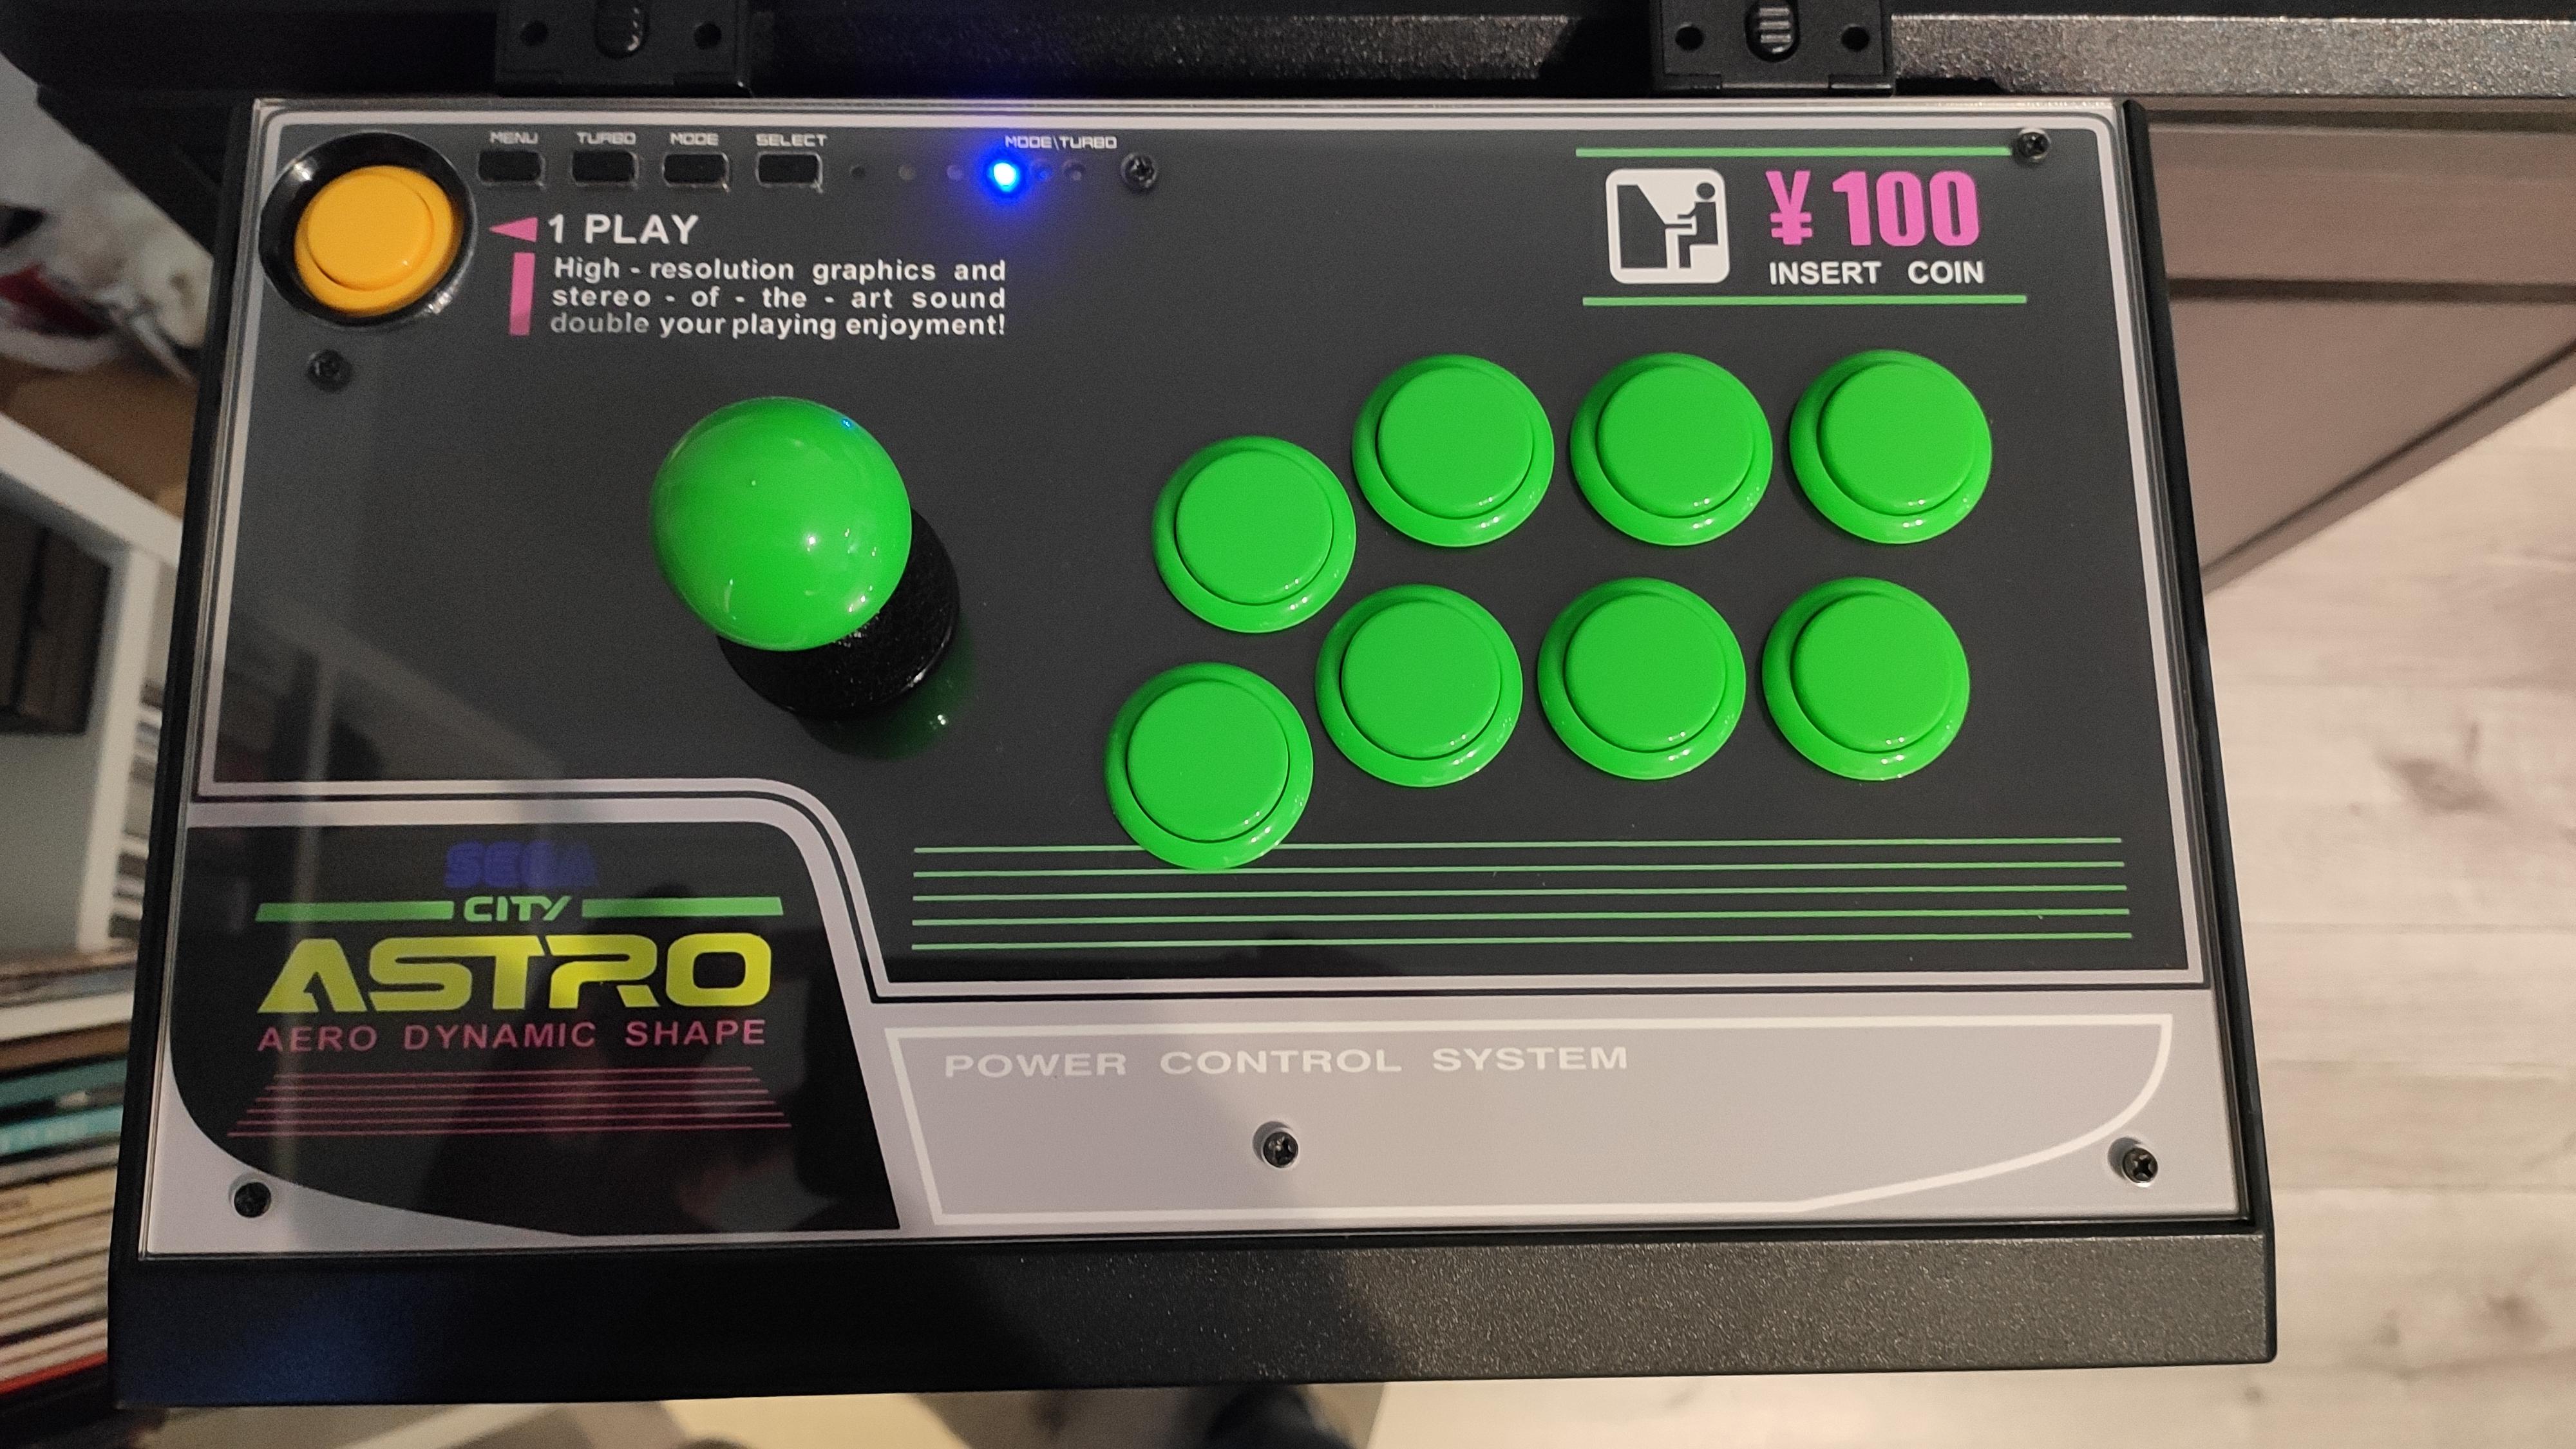 MENU TURBO MODE SELECT MODE\TURBO
1 PLAY
High - resolution graphics and
stereo - of - the - art sound
double your playing enjoyment!
¥ 100
INSERT COIN
SEGA
CITY
ASTRO
AERO DYNAMIC SHAPE
POWER CONTROL SYSTEM